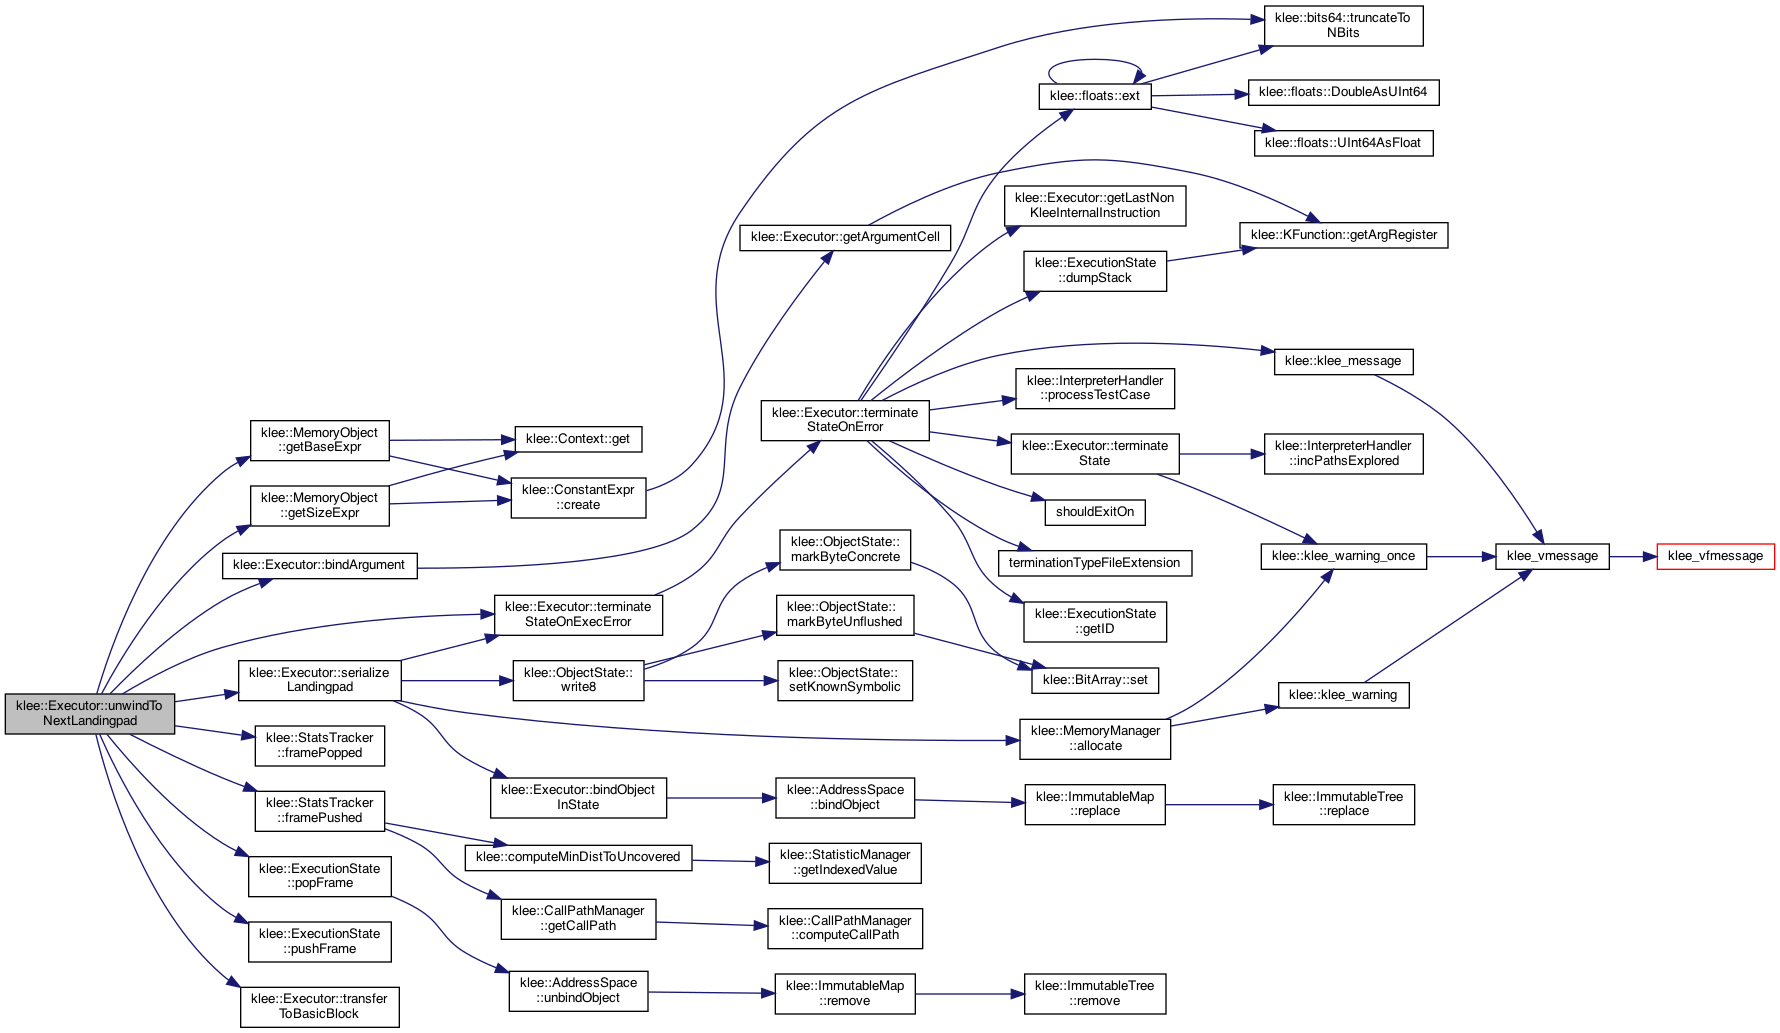 klee::Executor::unwindTo
NextLandingpad
klee::MemoryObject
::getBaseExpr
klee::MemoryObject
::getSizeExpr
klee::Executor::bindArgument
klee::Executor::serialize
Landingpad
klee::StatsTracker
::framePopped
klee::StatsTracker
::framePushed
klee::ExecutionState
::popFrame
klee::ExecutionState
::pushFrame
klee::Executor::transfer
ToBasicBlock
klee::Context::get
klee::ConstantExpr
::create
klee::Executor::terminate
StateOnExecError
klee::ObjectState::
write8
klee::Executor::bindObject
InState
klee::computeMinDistToUncovered
klee::CallPathManager
::getCallPath
klee::AddressSpace
::unbindObject
klee::Executor::getArgumentCell
klee::Executor::terminate
StateOnError
klee::ObjectState::
markByteConcrete
klee::ObjectState::
markByteUnflushed
klee::ObjectState::
setKnownSymbolic
klee::AddressSpace
::bindObject
klee::StatisticManager
::getIndexedValue
klee::CallPathManager
::computeCallPath
klee::ImmutableMap
::remove
klee::floats::ext
klee::Executor::getLastNon
KleeInternalInstruction
klee::ExecutionState
::dumpStack
klee::InterpreterHandler
::processTestCase
klee::Executor::terminate
State
shouldExitOn
terminationTypeFileExtension
klee::ExecutionState
::getID
klee::BitArray::set
klee::MemoryManager
::allocate
klee::ImmutableMap
::replace
klee::ImmutableTree
::remove
klee::bits64::truncateTo
NBits
klee::floats::DoubleAsUInt64
klee::floats::UInt64AsFloat
klee::KFunction::getArgRegister
klee::klee_message
klee::InterpreterHandler
::incPathsExplored
klee::klee_warning_once
klee::klee_warning
klee::ImmutableTree
::replace
klee_vmessage
klee_vfmessage